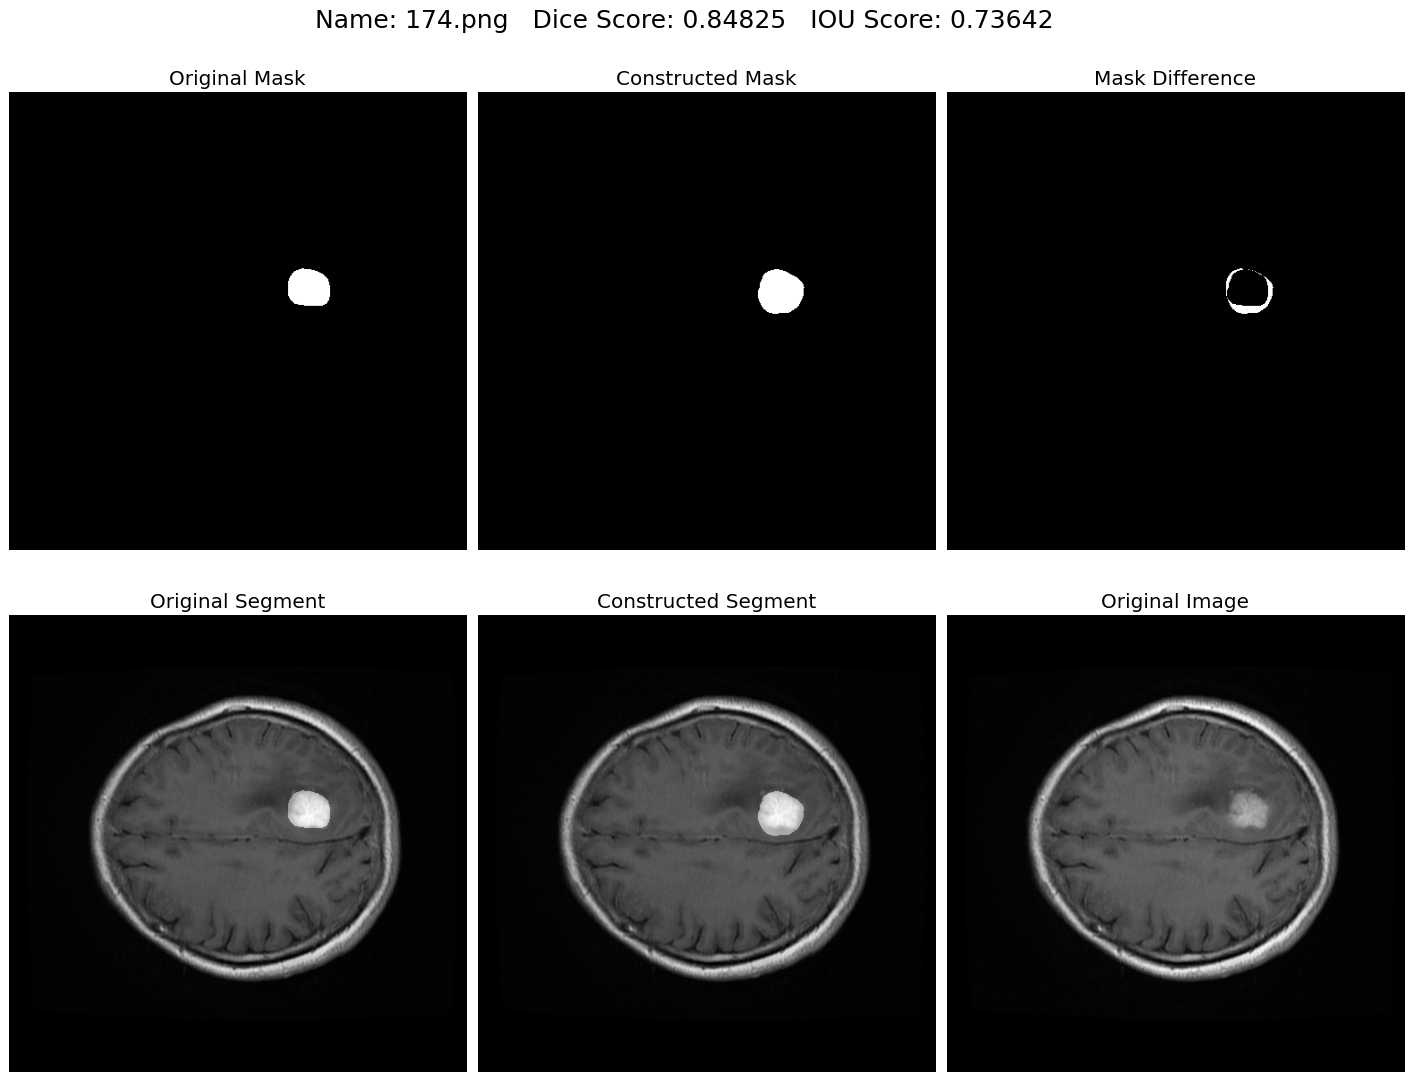 Name: 174.png   Dice Score: 0.84825   IOU Score: 0.73642
Original Mask
Constructed Mask
Mask Difference
Original Segment
Constructed Segment
Original Image